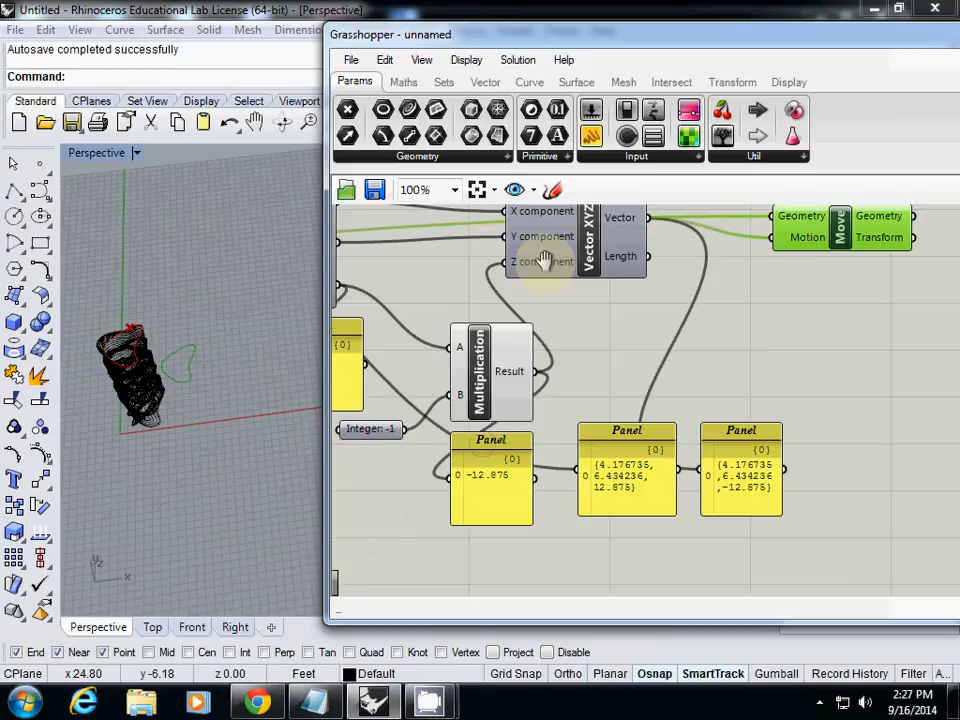 Untitled - Rhinoceros Educational Lab License (64-bit) - [Perspective]
File Edit View Curve Surface Solid Mesh Dimension
Autosave completed successfully
Command:
Standard CPlanes Set View Display Select Viewport
Perspective
Grasshopper - unnamed
File Edit View Display Solution Help
Params Maths Sets Vector Curve Surface Mesh Intersect Transform Display
Geometry Primitive Input Util
100%
X component
Y component
Z component
Vector XYZ
Vector
Length
Geometry
Motion
Move
Geometry
Transform
{0}
A
B
Multiplication
Result
Integer: -1
Panel
{0}
0 -12.875
Panel
{0}
0 {4.176735,
6.434236,
12.875}
Panel
{0}
0 {4.176735
,6.434236
,-12.875}
y z
x
Perspective Top Front Right
End Near Point Mid Cen Int Perp Tan Quad Knot Vertex Project Disable
CPlane x 24.80 y -6.18 z 0.00 Feet Default Grid Snap Ortho Planar Osnap SmartTrack Gumball Record History Filter A...
2:27 PM
9/16/2014